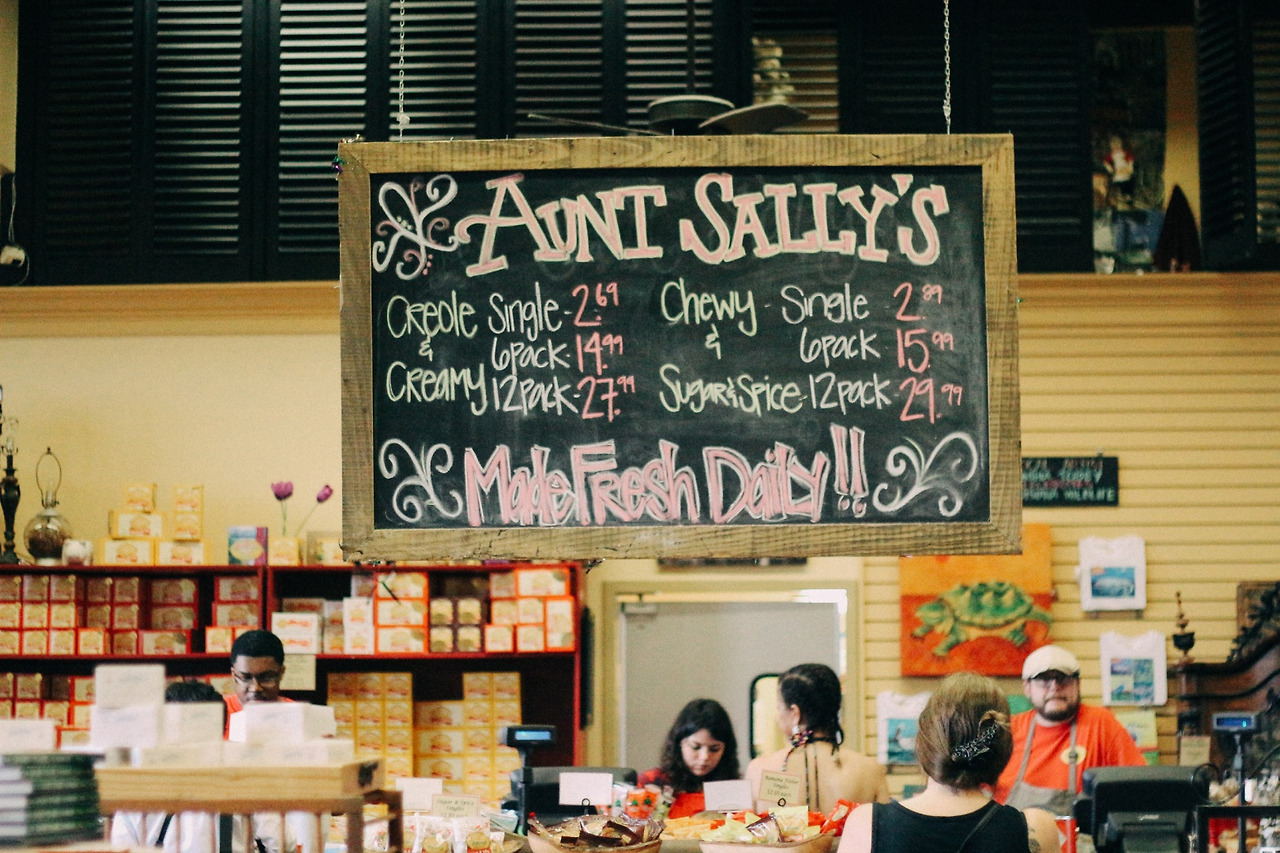 AUNT SALLY'S
CREOLE Single - 2.69
& 6pack - 14.99
CREAMY 12pack - 27.99
CHEWY - Single 2.89
& 6pack 15.99
Sugar & Spice - 12pack - 29.99
Made Fresh Daily!!